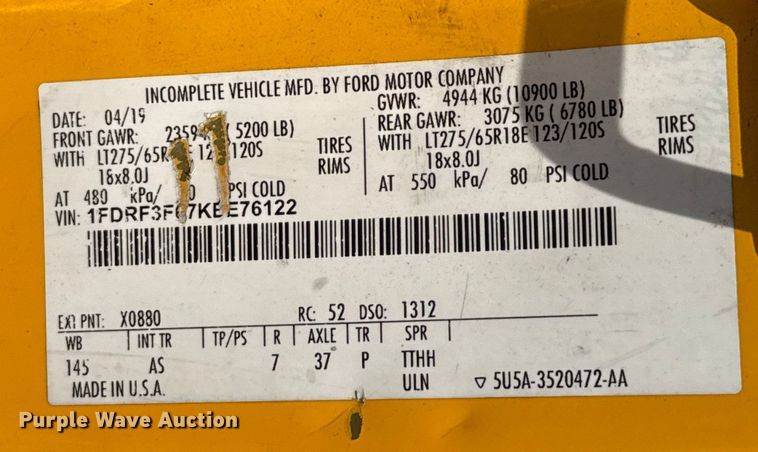 INCOMPLETE VEHICLE MFD. BY FORD MOTOR COMPANY
DATE: 04/19
GVWR: 4944 KG (10900 LB)
FRONT GAWR: (5200 LB)
REAR GAWR: 3075 KG (6780 LB)
WITH /120S TIRES
WITH LT275/65R18E 123/120S TIRES
18x8.0J RIMS
18x8.0J RIMS
AT 480 kPa/ PSI COLD
AT 550 kPa/ 80 PSI COLD
VIN:
EXT PNT: X0880 RC: 52 DSO: 1312
WB INT TR TP/PS R AXLE TR SPR
145 AS 7 37 P TTHH
MADE IN U.S.A. ULN ▽ 5U5A-3520472-AA
Purple Wave Auction